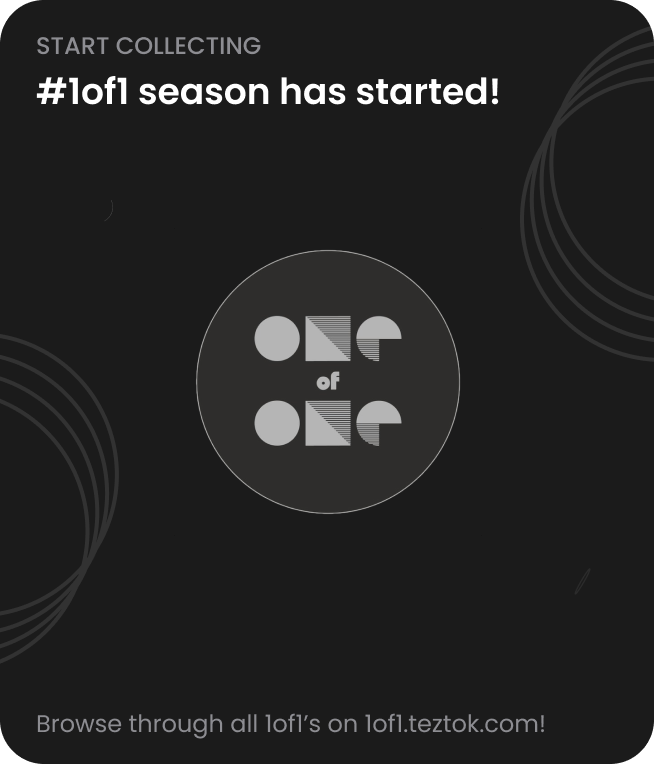 START COLLECTING
#1of1 season has started!
one
of
one
Browse through all 1of1’s on 1of1.teztok.com!